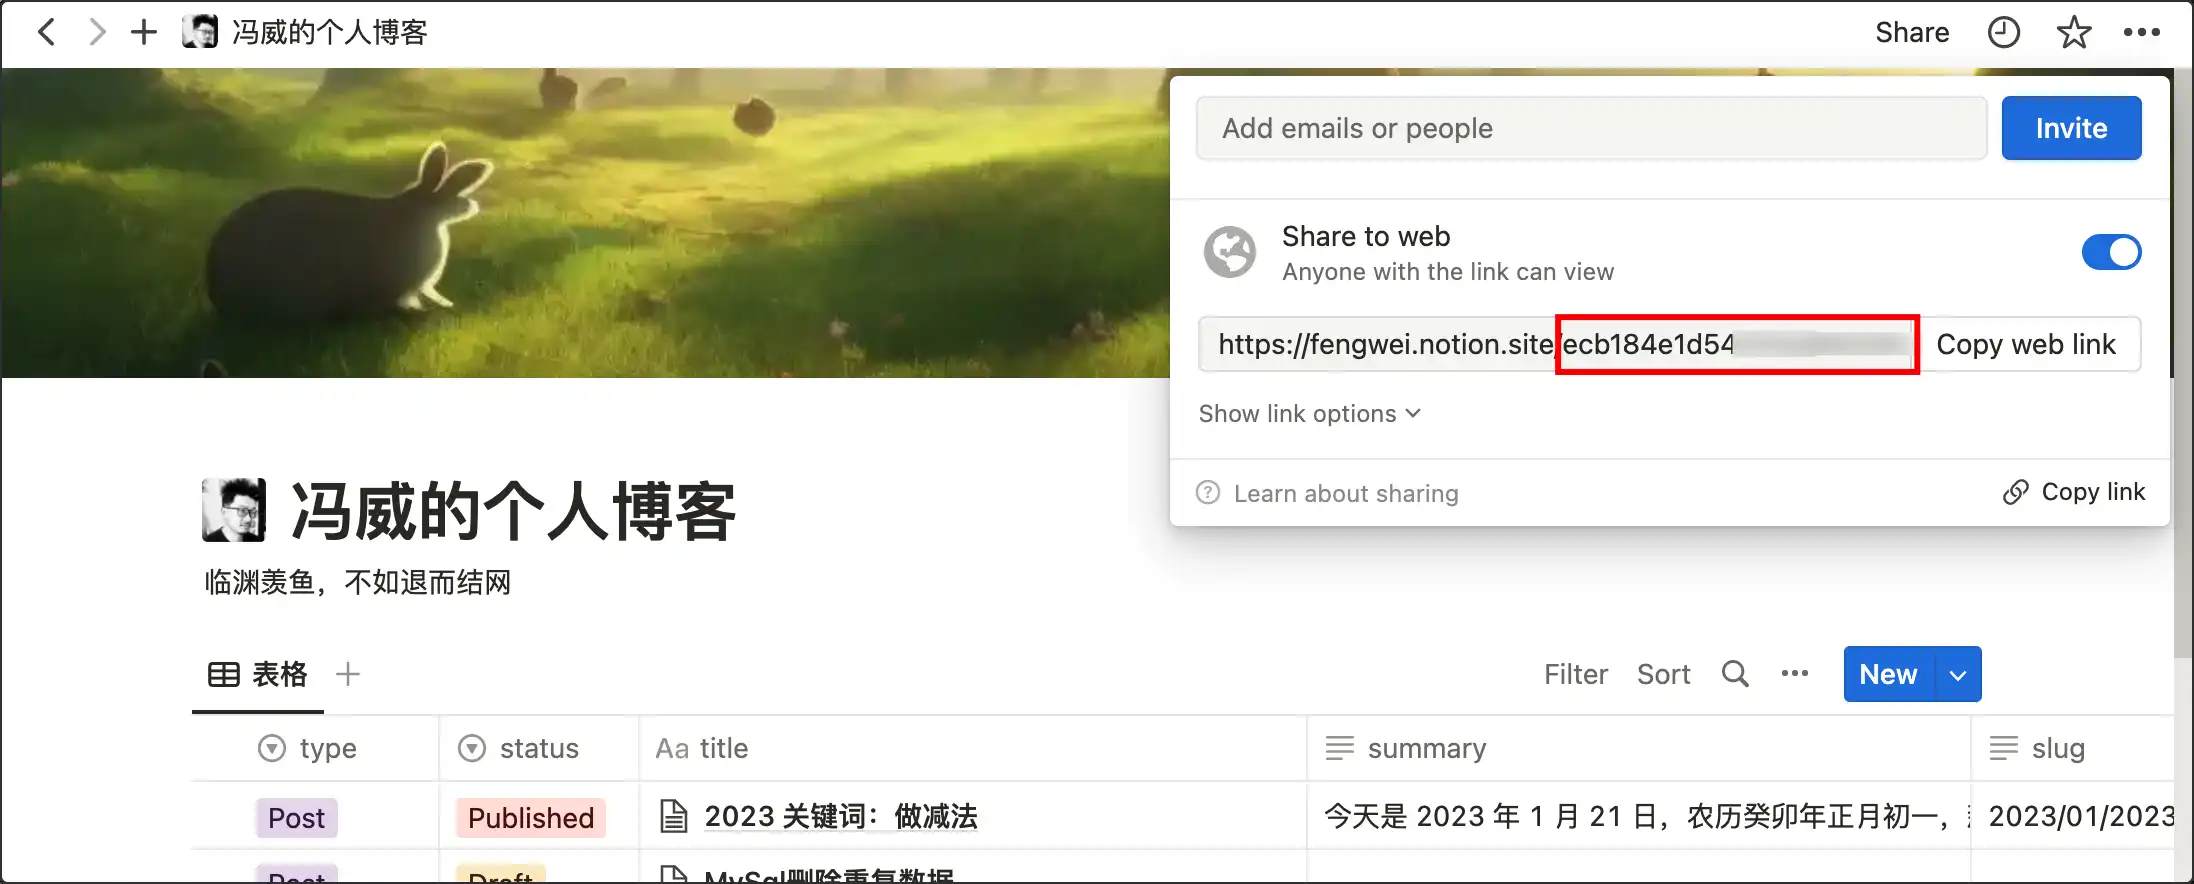 冯威的个人博客
Share
Add emails or people
Invite
Share to web
Anyone with the link can view
https://fengwei.notion.site/ecb184e1d54
Copy web link
Show link options
Learn about sharing
Copy link
冯威的个人博客
临渊羡鱼，不如退而结网
表格
Filter Sort
New
type status Aa title summary slug
Post Published 2023 关键词：做减法 今天是 2023 年 1 月 21 日，农历癸卯年正月初一， 2023/01/2023
Post Draft MySql删除重复数据